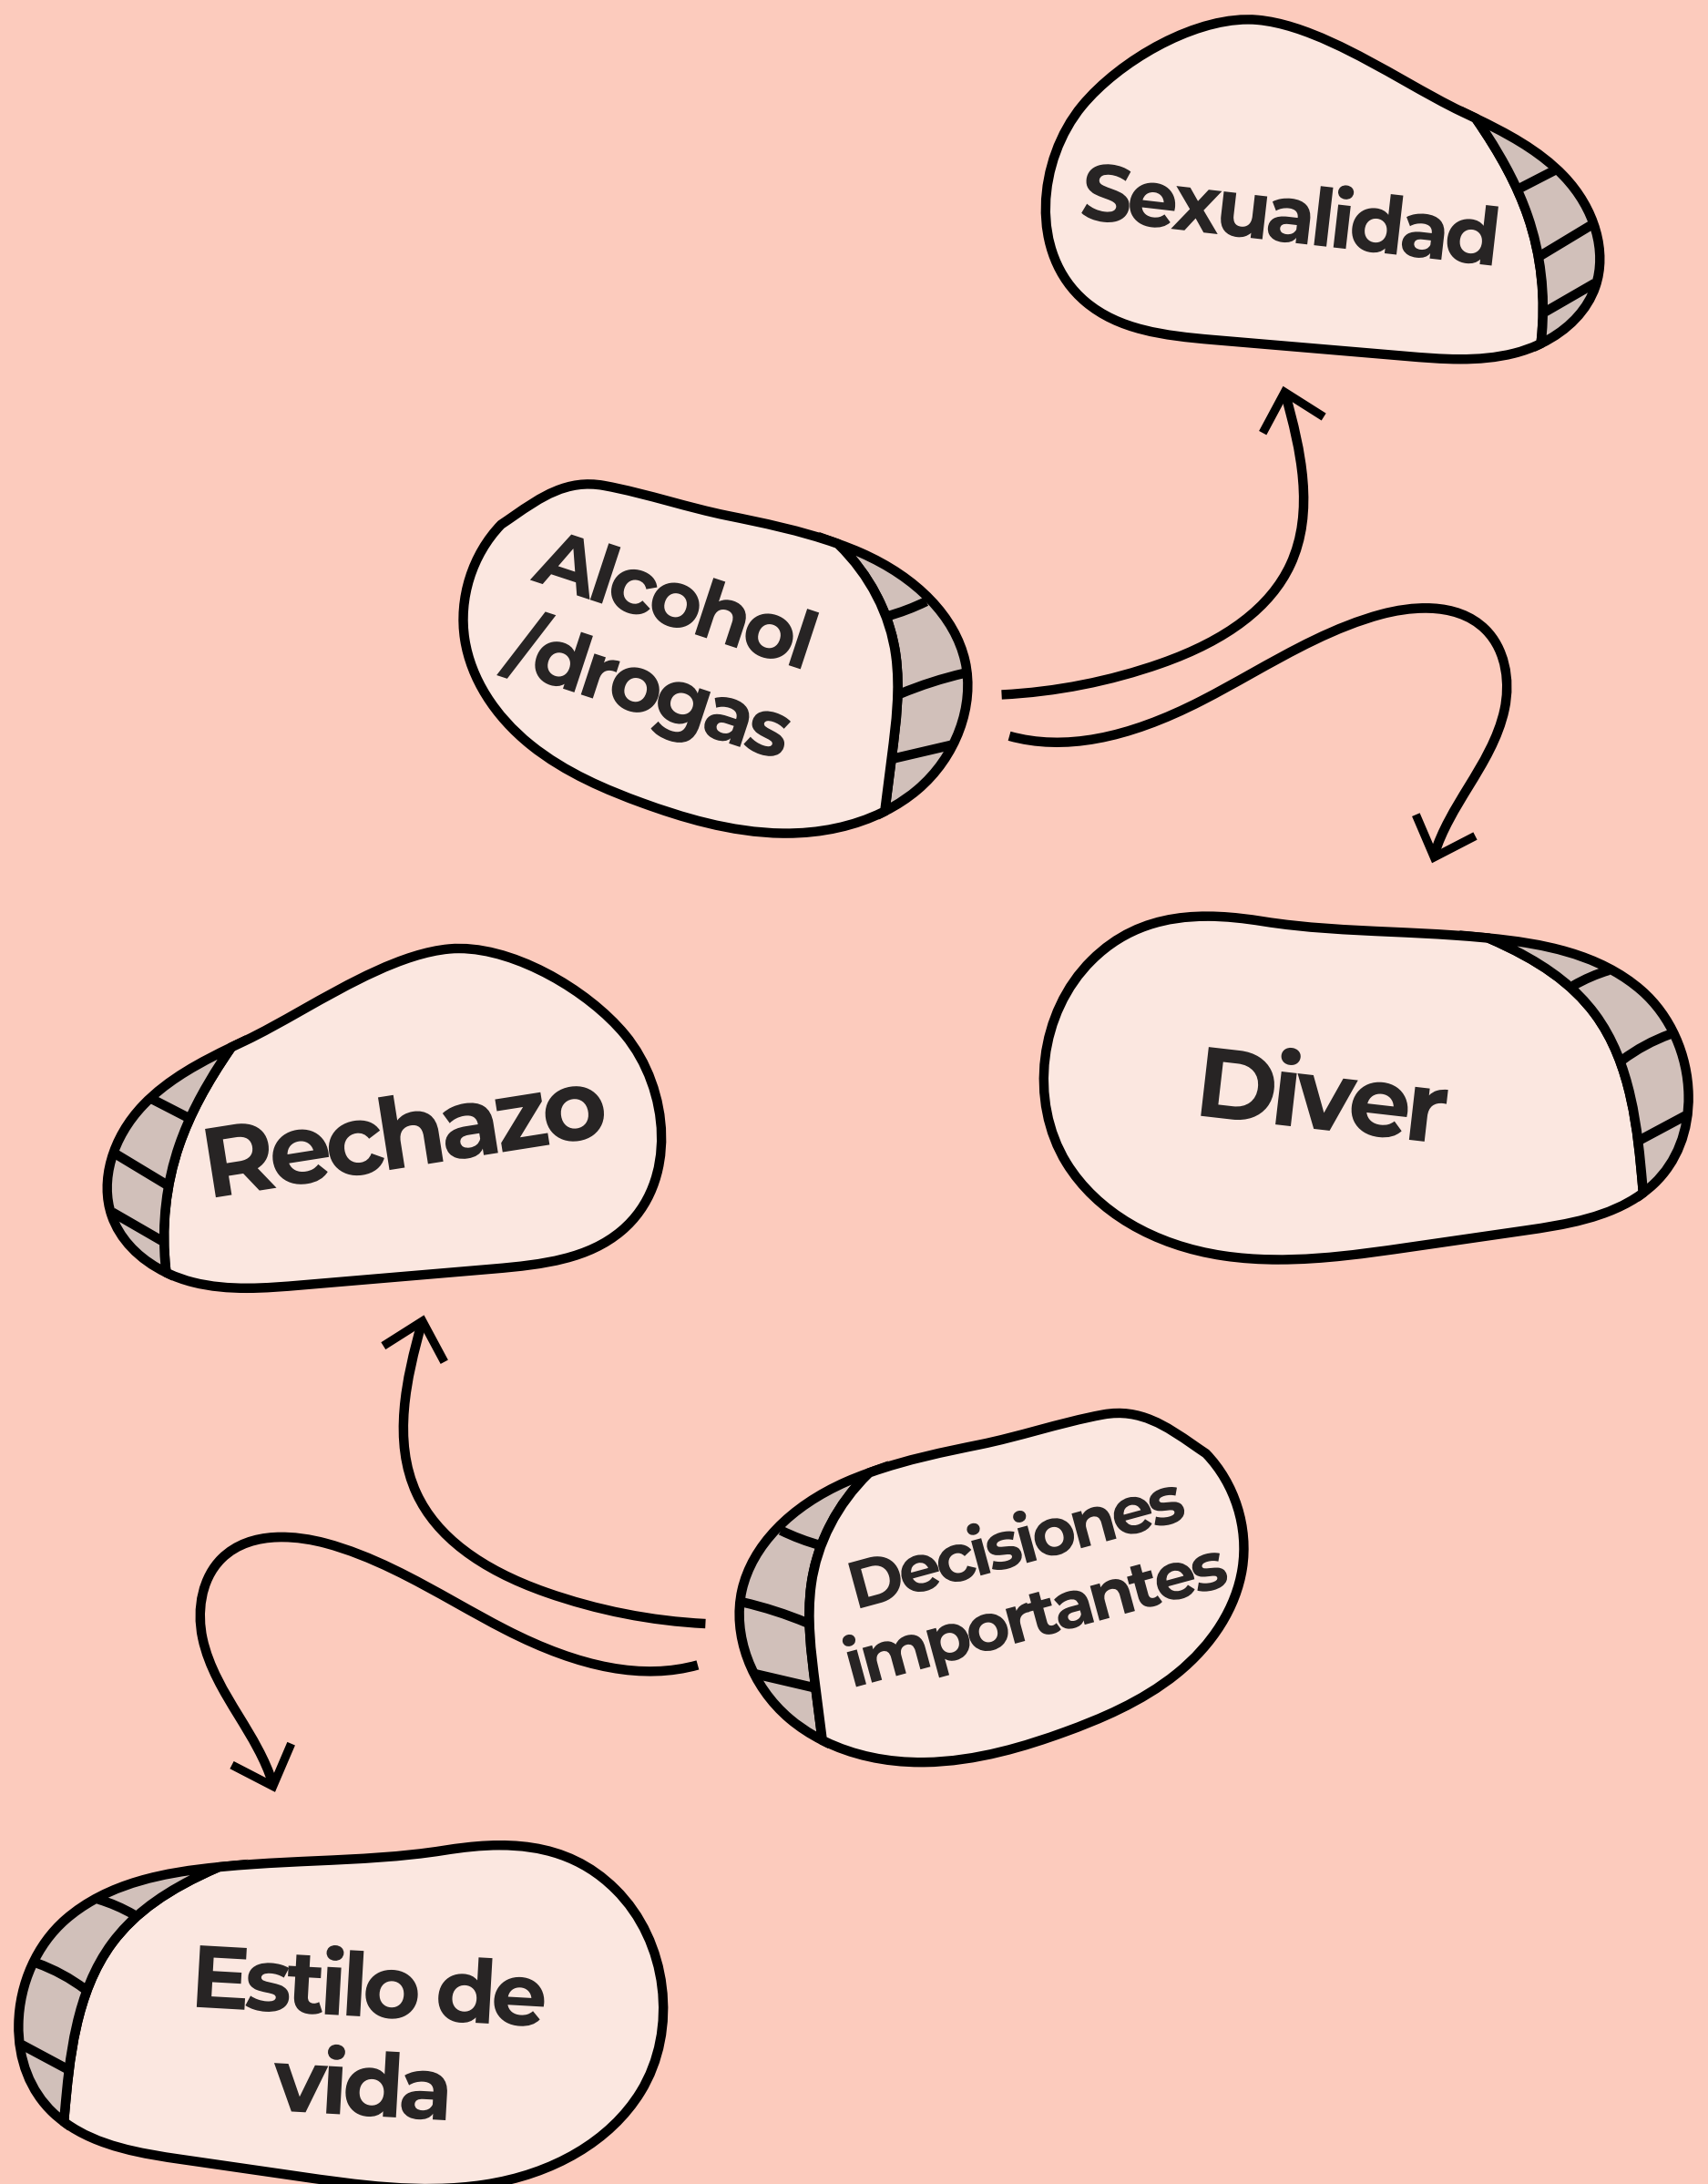 Sexualidad
Alcohol
/drogas
Diver
Rechazo
Decisiones
importantes
Estilo de
vida